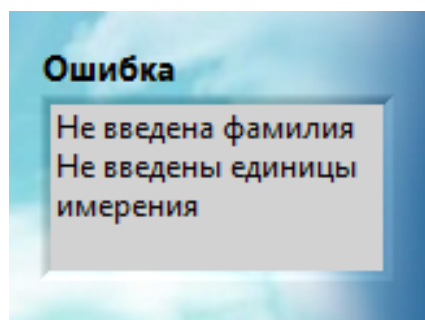 Ошибка
Не введена фамилия
Не введены единицы
имерения